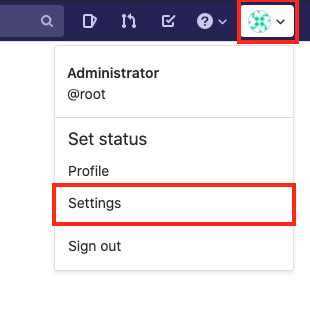 Administrator
@root
Set status
Profile
Settings
Sign out